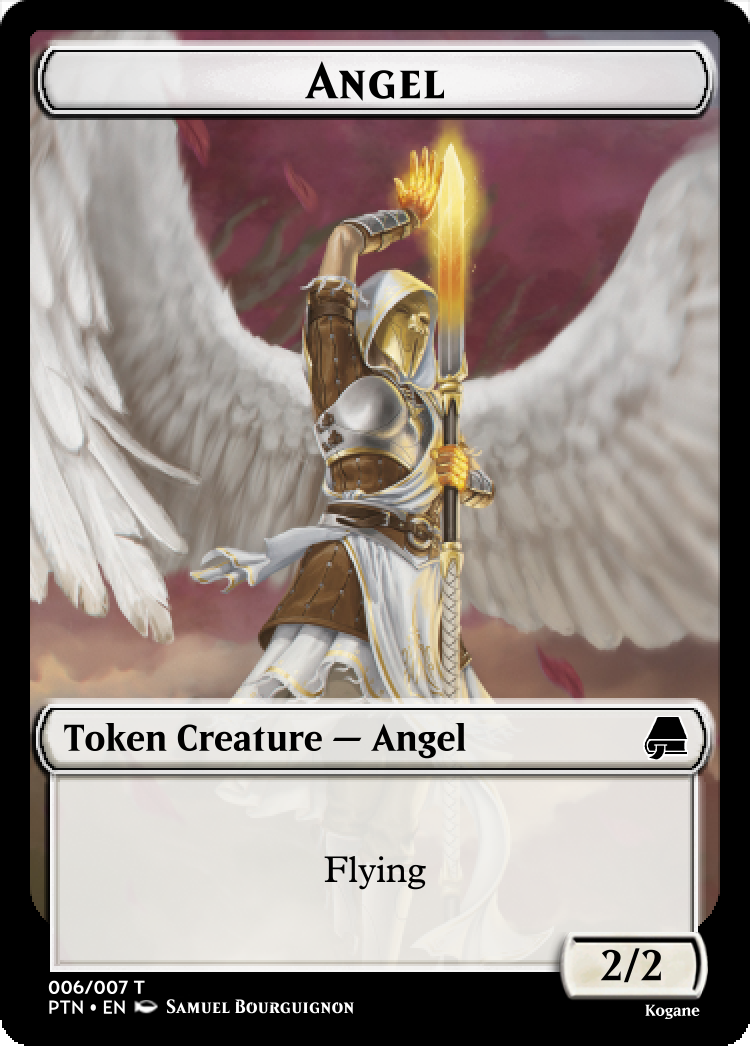 Angel
Token Creature — Angel
Flying
2/2
006/007 T
PTN • EN Samuel Bourguignon
Kogane